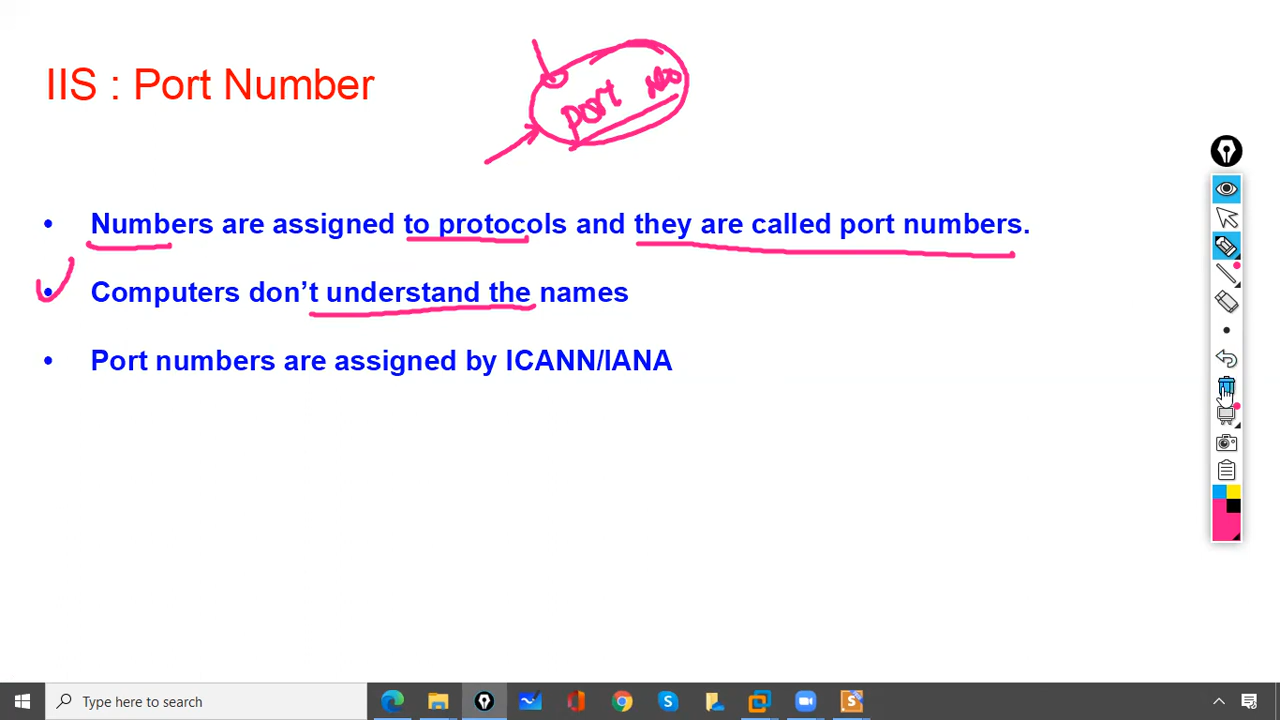 IIS : Port Number
port no
• Numbers are assigned to protocols and they are called port numbers.
• Computers don’t understand the names
• Port numbers are assigned by ICANN/IANA
Type here to search